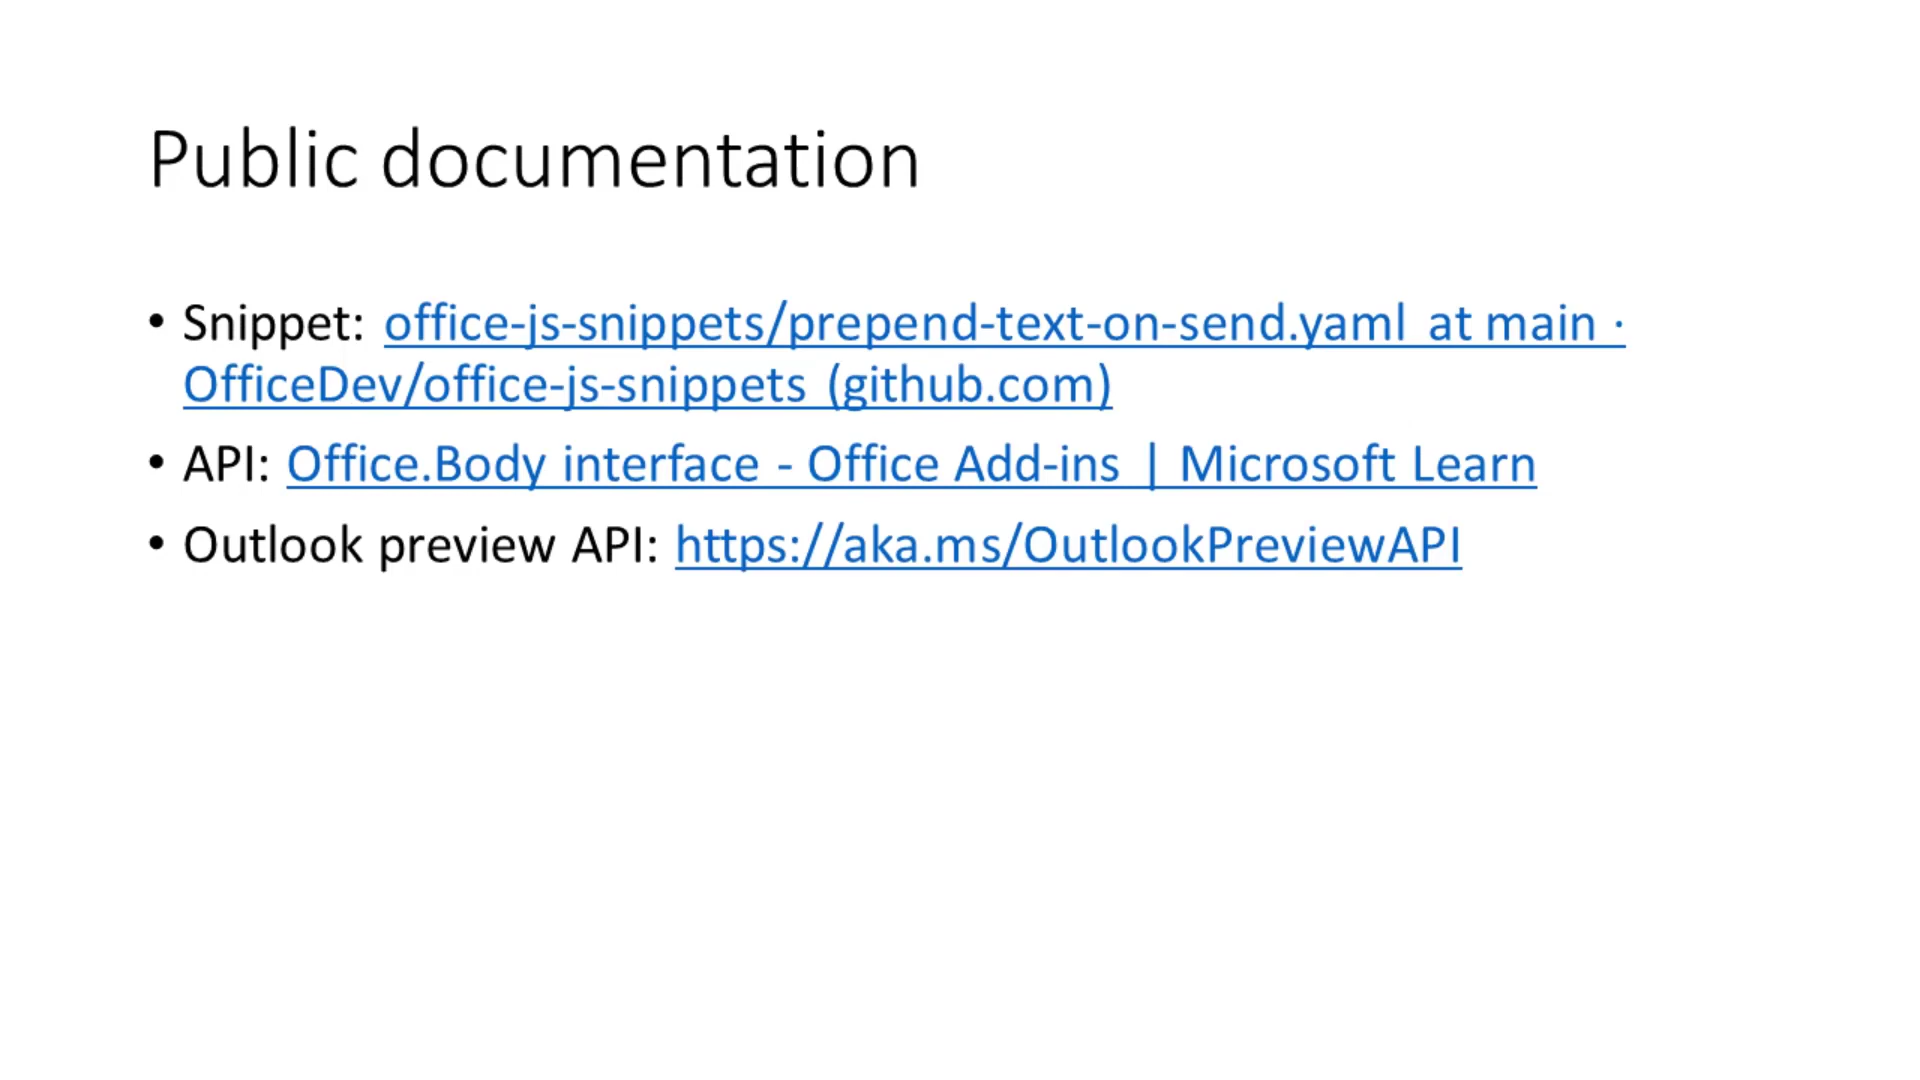 Public documentation
• Snippet: office-js-snippets/prepend-text-on-send.yaml at main ·
OfficeDev/office-js-snippets (github.com)
• API: Office.Body interface - Office Add-ins | Microsoft Learn
• Outlook preview API: https://aka.ms/OutlookPreviewAPI